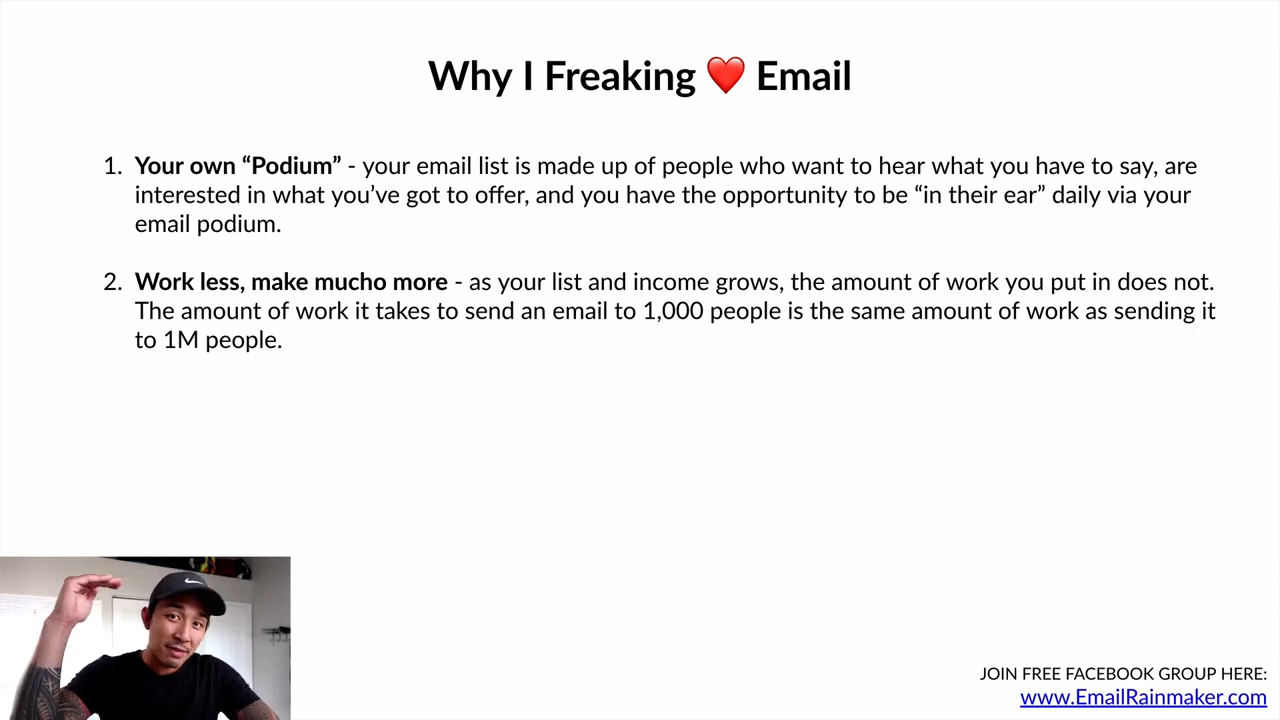 Why I Freaking ❤️ Email
1. Your own “Podium” - your email list is made up of people who want to hear what you have to say, are
interested in what you’ve got to offer, and you have the opportunity to be “in their ear” daily via your
email podium.
2. Work less, make mucho more - as your list and income grows, the amount of work you put in does not.
The amount of work it takes to send an email to 1,000 people is the same amount of work as sending it
to 1M people.
JOIN FREE FACEBOOK GROUP HERE:
www.EmailRainmaker.com